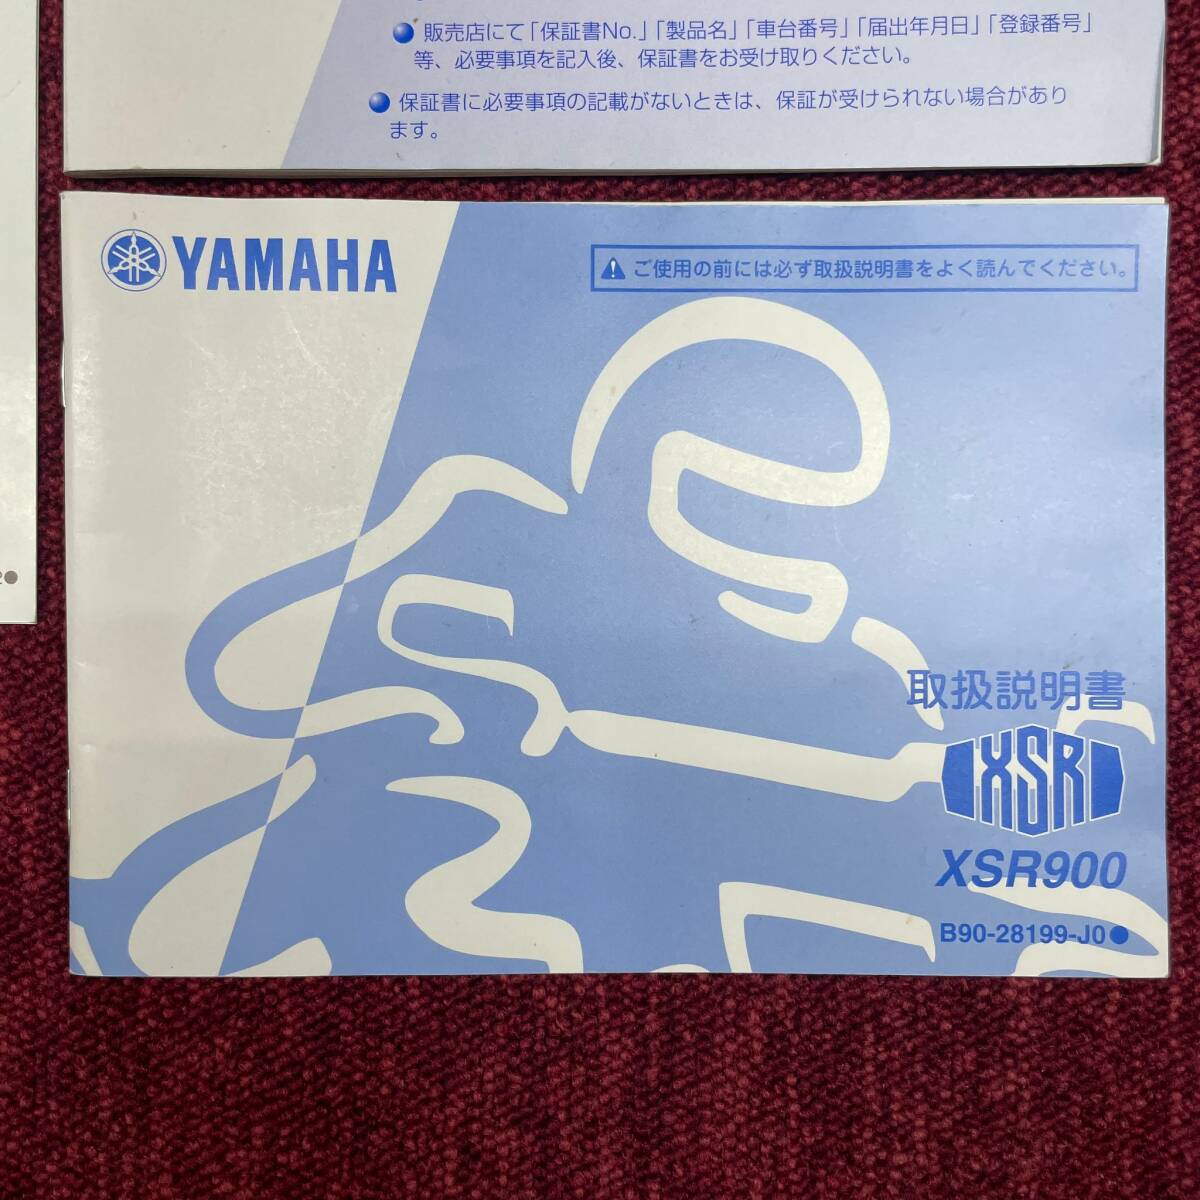 ● 販売店にて「保証書No.」「製品名」「車台番号」「届出年月日」「登録番号」
等、必要事項を記入後、保証書をお受け取りください。
● 保証書に必要事項の記載がないときは、保証が受けられない場合があり
ます。
YAMAHA
ご使用の前には必ず取扱説明書をよく読んでください。
取扱説明書
XSR
XSR900
B90-28199-J0●
2●